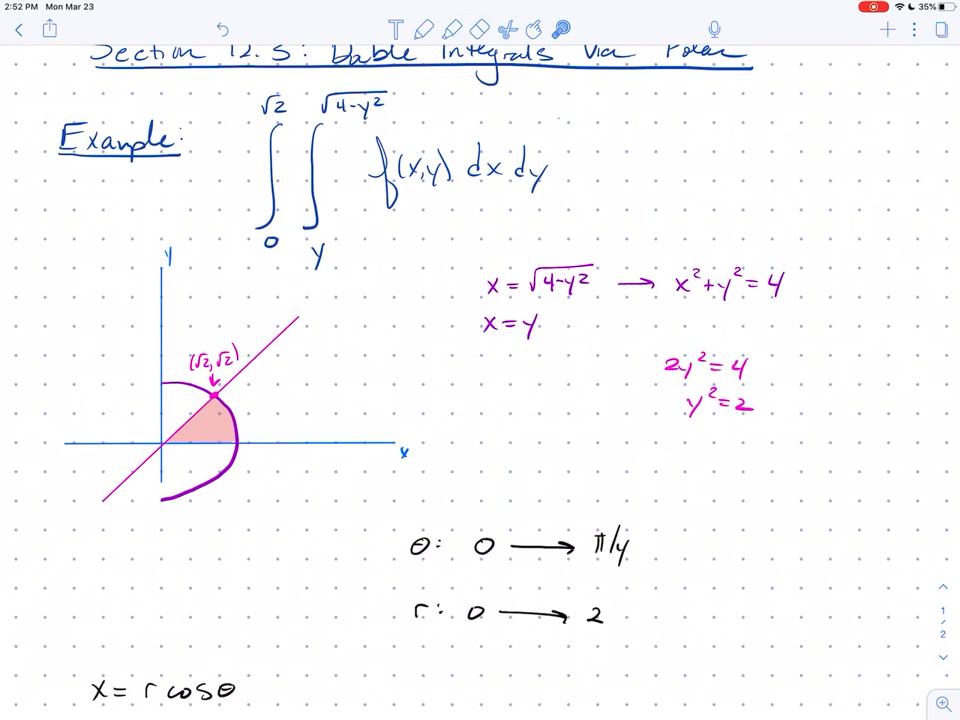 2:52 PM Mon Mar 23
35%
Section 12.5: Double Integrals Via Polar
Example: ∫_0^√2 ∫_y^√(4-y²) f(x,y) dx dy
y
x = √(4-y²) → x² + y² = 4
x = y
(√2, √2)
2y² = 4
y² = 2
x
θ: 0 → π/4
r: 0 → 2
x = r cos θ
1
/
2